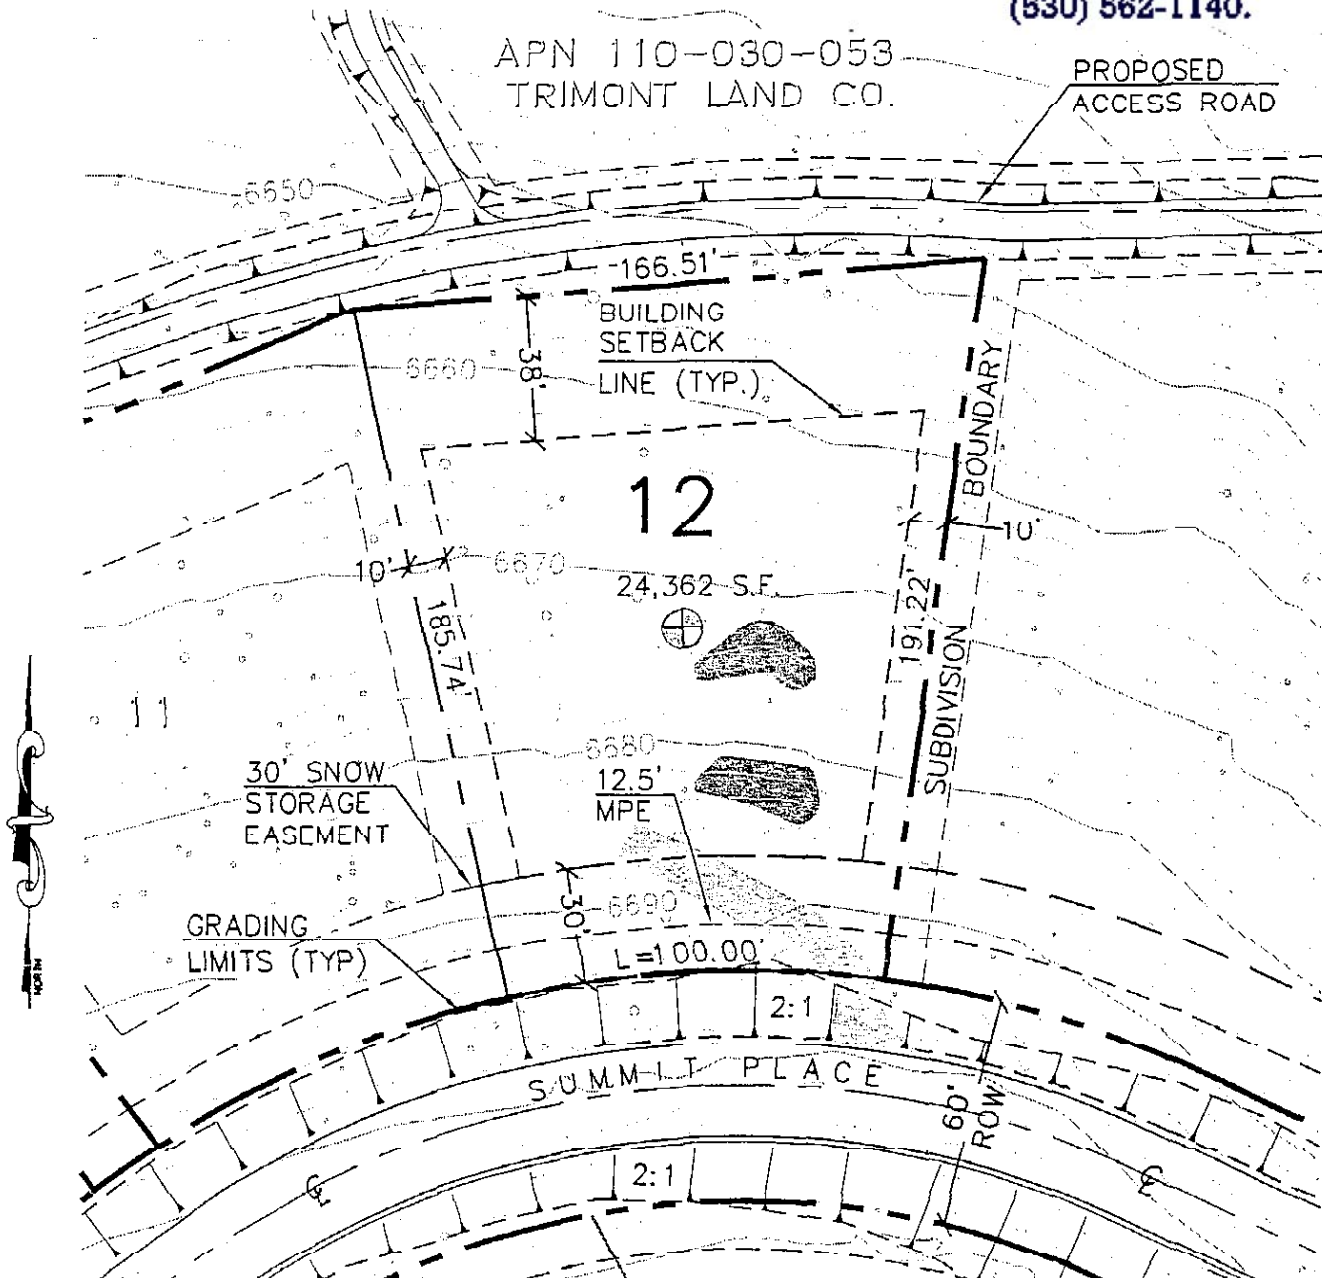 (530) 562-1140.
APN 110-030-053
TRIMONT LAND CO.
PROPOSED
ACCESS ROAD
6650
166.51'
BUILDING
SETBACK
LINE (TYP.)
38'
6660
BOUNDARY
12
10'
10'
6670
24,362 S.F.
185.74'
191.22'
SUBDIVISION
11
6680
30' SNOW
STORAGE
EASEMENT
12.5'
MPE
30'
6690
GRADING
LIMITS (TYP)
L=100.00'
NORTH
2:1
SUMMIT PLACE
60'
ROW
2:1